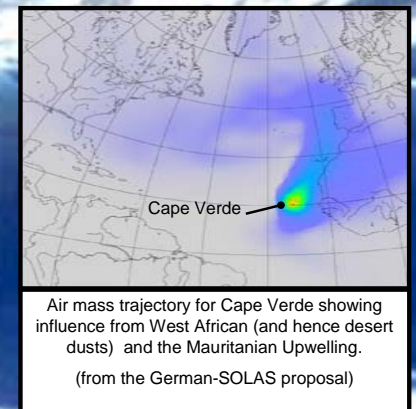 Cape Verde
Air mass trajectory for Cape Verde showing
influence from West African (and hence desert
dusts) and the Mauritanian Upwelling.
(from the German-SOLAS proposal)